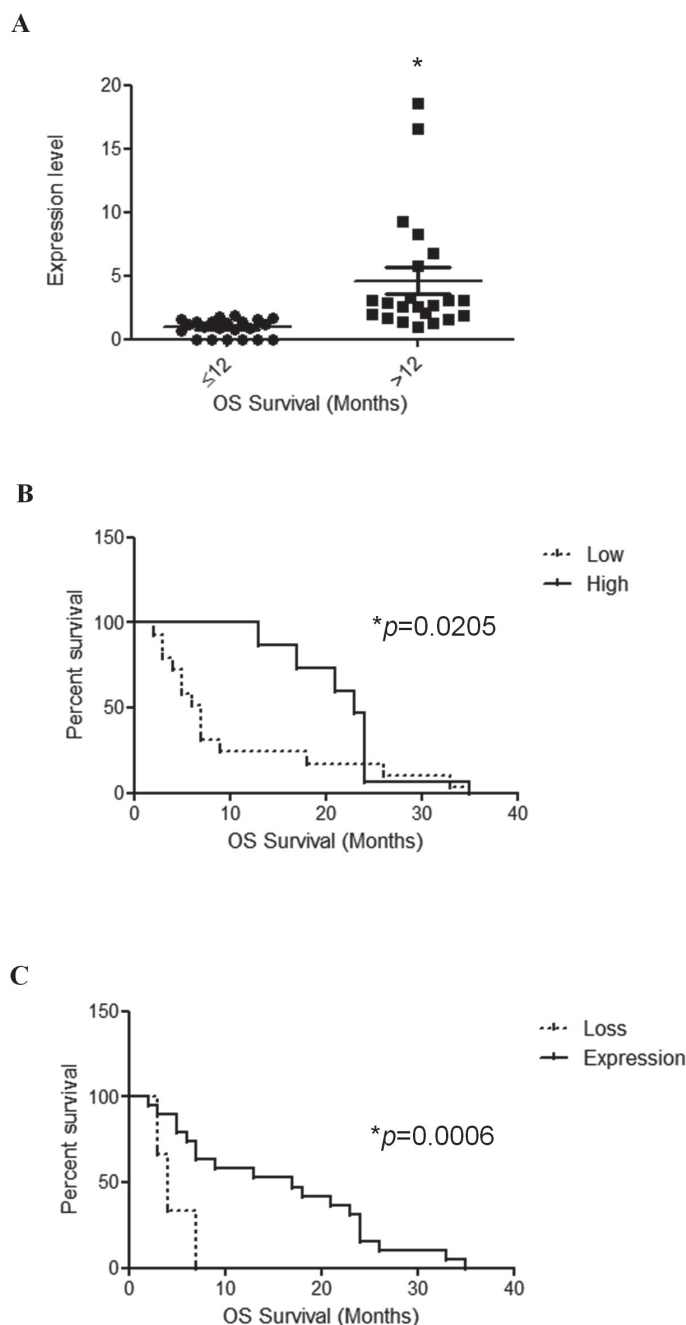 A
*
20
15
10
5
0
Expression level
≤12
>12
OS Survival (Months)
B
150
100
50
0
Percent survival
Low
High
*p=0.0205
0 10 20 30 40
OS Survival (Months)
C
150
100
50
0
Percent survival
Loss
Expression
*p=0.0006
0 10 20 30 40
OS Survival (Months)